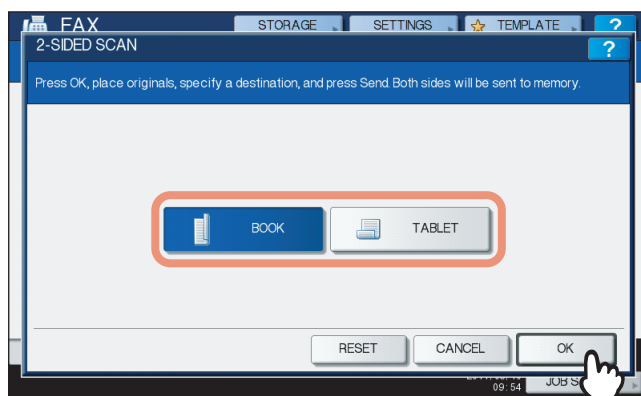 FAX STORAGE SETTINGS TEMPLATE ?
2-SIDED SCAN ?
Press OK, place originals, specify a destination, and press Send. Both sides will be sent to memory.
BOOK TABLET
RESET CANCEL OK
09:54 JOB S